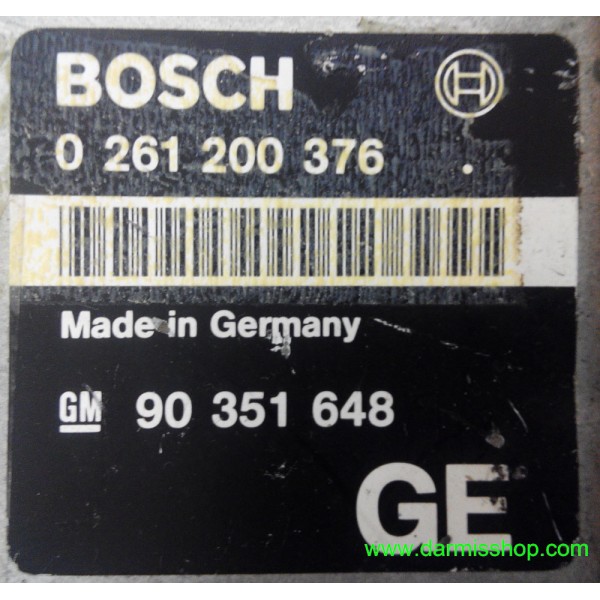 BOSCH
0 261 200 376 .
Made in Germany
GM 90 351 648
GE
www.darmisshop.com